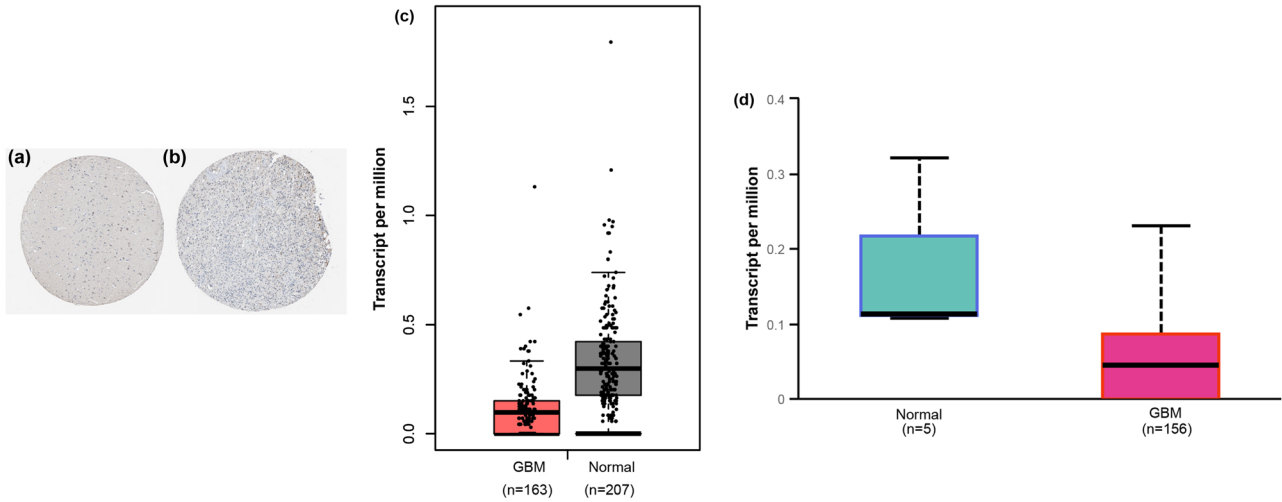 (a)
(b)
(c)
Transcript per million
1.5
1.0
0.5
0.0
GBM
Normal
(n=163)
(n=207)
(d)
Transcript per million
0.4
0.3
0.2
0.1
0
Normal
(n=5)
GBM
(n=156)